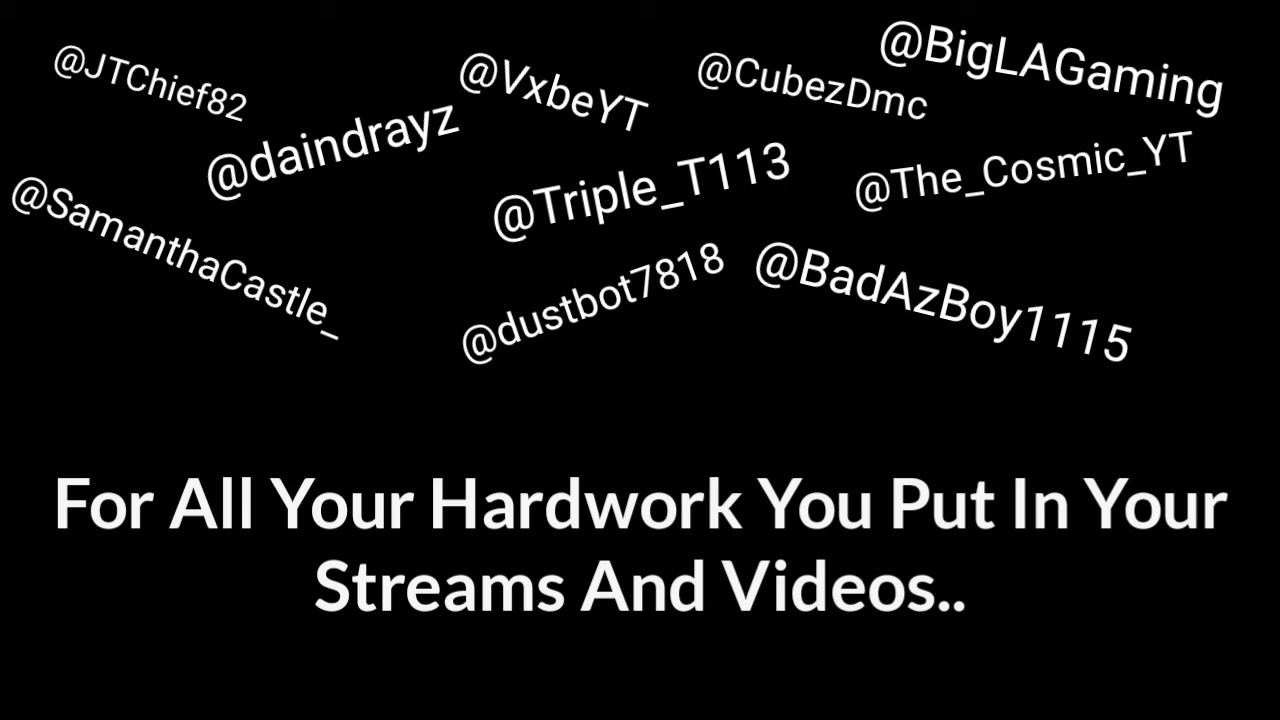 @JTChief82
@VxbeYT
@CubezDmc
@BigLAGaming
@daindrayz
@Triple_T113
@The_Cosmic_YT
@SamanthaCastle_
@dustbot7818
@BadAzBoy1115
For All Your Hardwork You Put In Your
Streams And Videos..